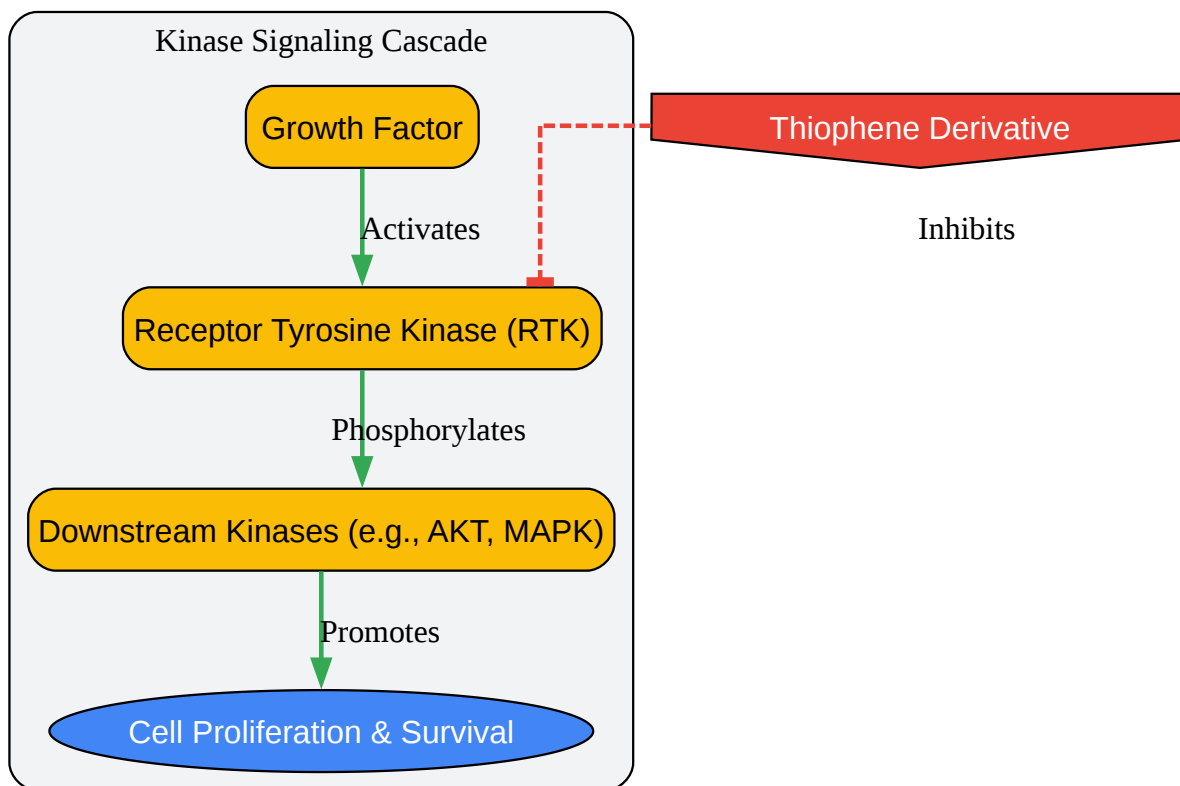 Kinase Signaling Cascade
Growth Factor
Thiophene Derivative
Activates
Inhibits
Receptor Tyrosine Kinase (RTK)
Phosphorylates
Downstream Kinases (e.g., AKT, MAPK)
Promotes
Cell Proliferation & Survival